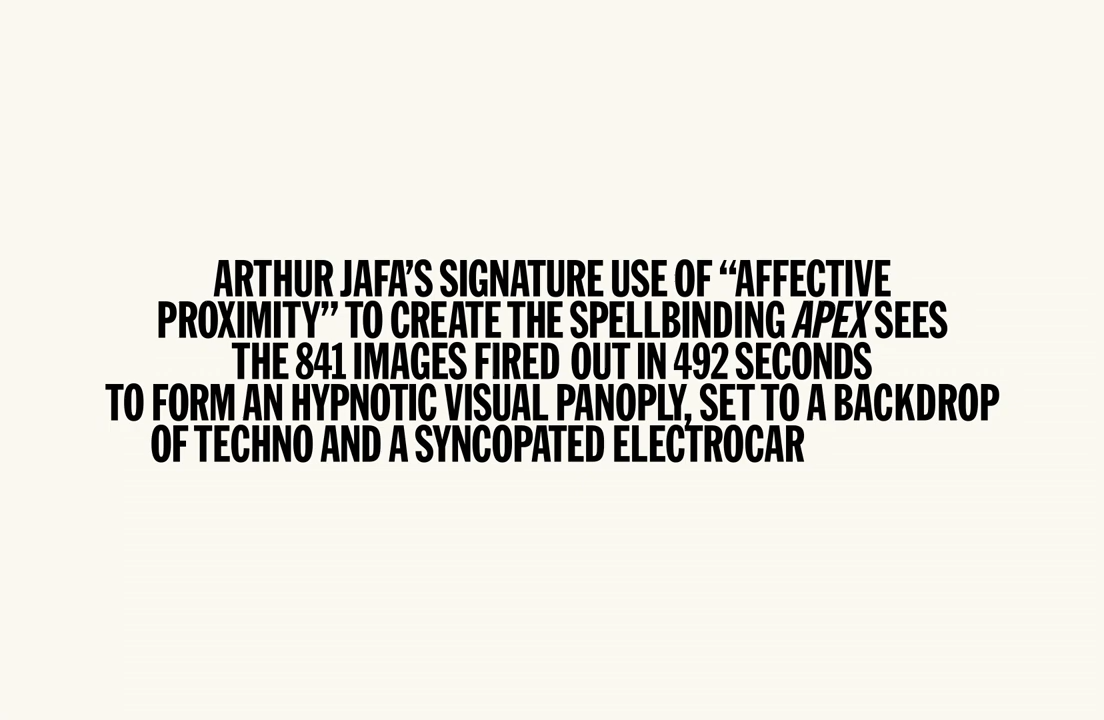 ARTHUR JAFA’S SIGNATURE USE OF “AFFECTIVE
PROXIMITY” TO CREATE THE SPELLBINDING APEX SEES
THE 841 IMAGES FIRED OUT IN 492 SECONDS
TO FORM AN HYPNOTIC VISUAL PANOPLY, SET TO A BACKDROP
OF TECHNO AND A SYNCOPATED ELECTROCAR